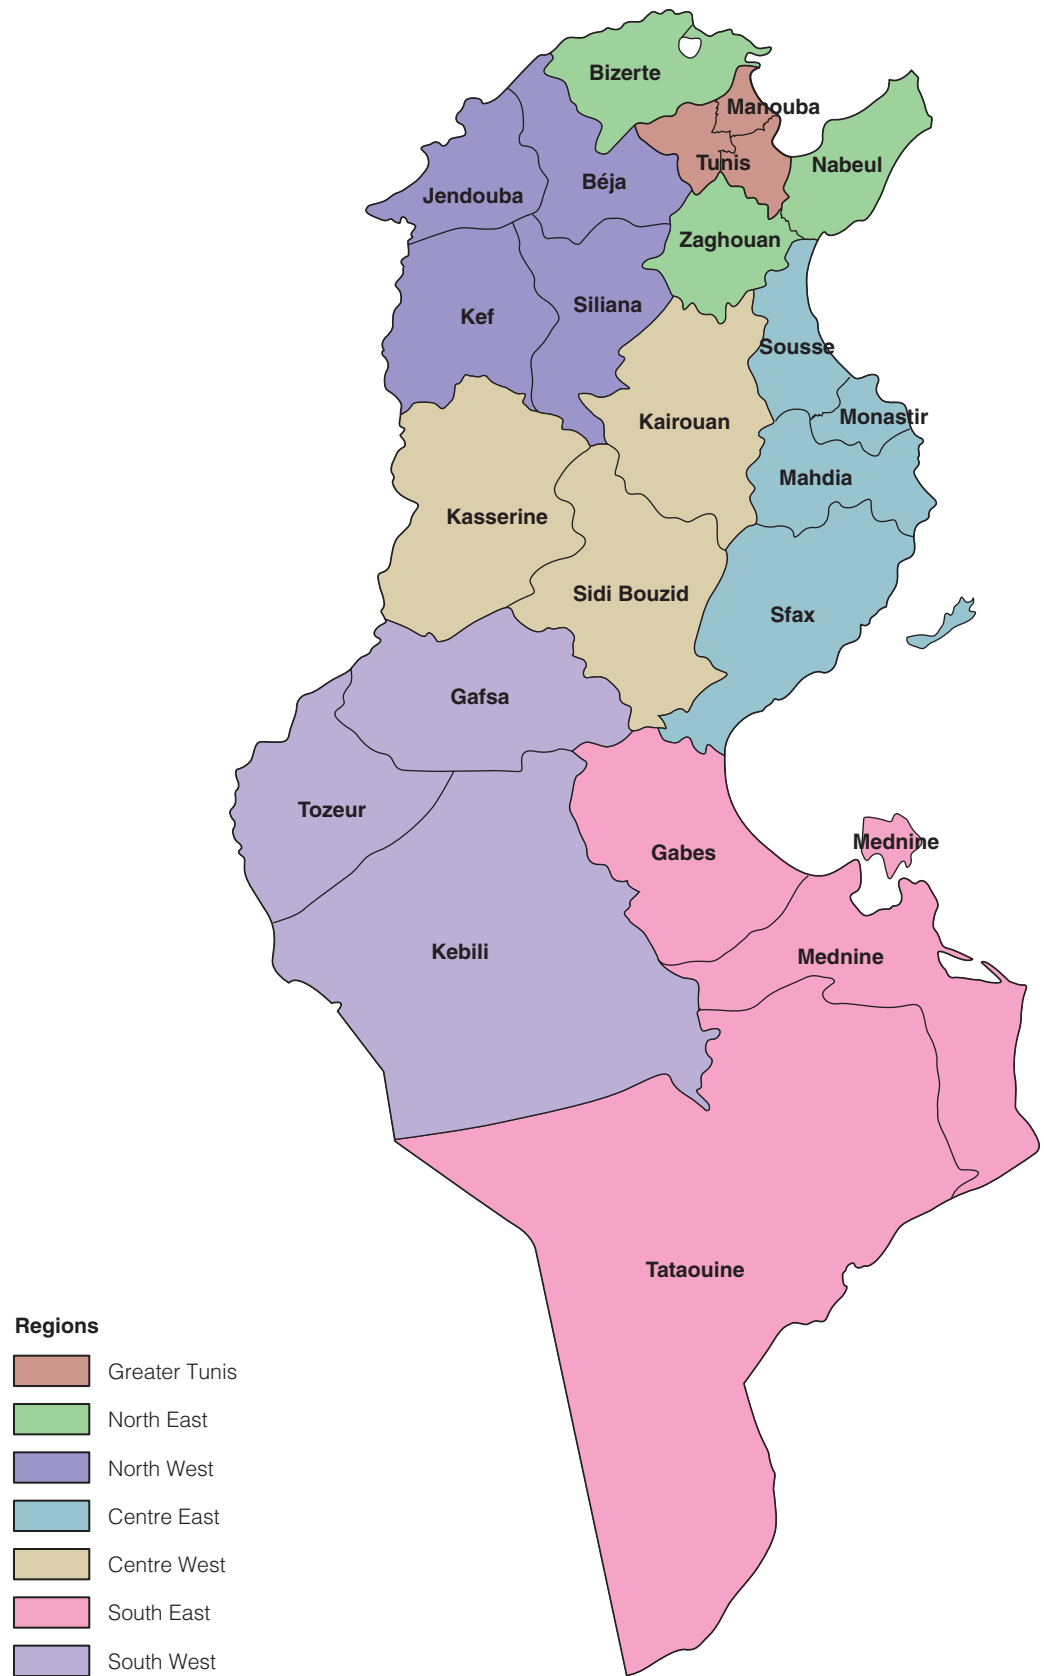 Bizerte
Manouba
Tunis
Nabeul
Béja
Jendouba
Zaghouan
Siliana
Kef
Sousse
Kairouan
Monastir
Mahdia
Kasserine
Sidi Bouzid
Sfax
Gafsa
Tozeur
Mednine
Gabes
Kebili
Mednine
Tataouine
Regions
Greater Tunis
North East
North West
Centre East
Centre West
South East
South West